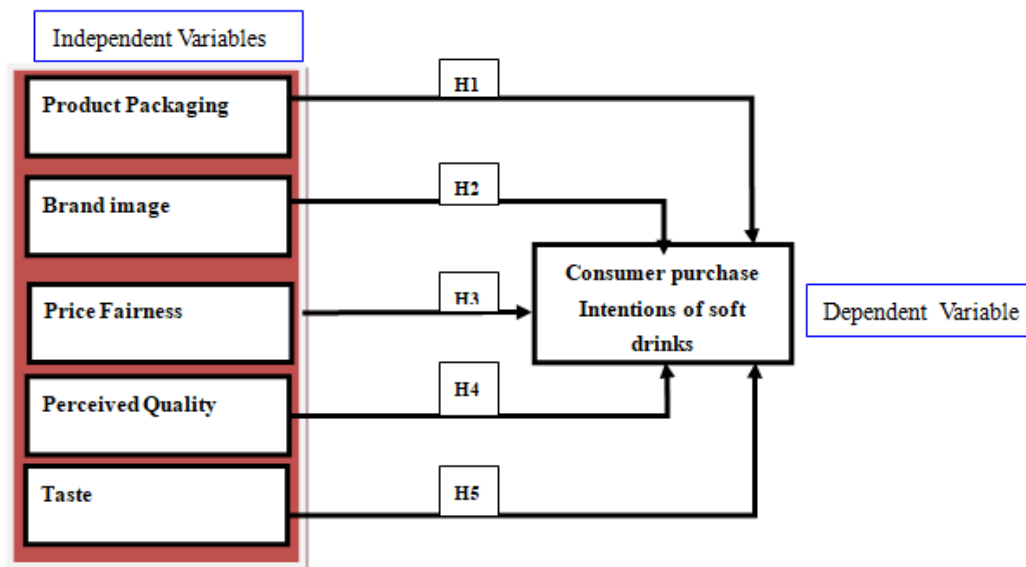 Independent Variables
Product Packaging
H1
Brand image
H2
Price Fairness
H3
Consumer purchase
Intentions of soft
drinks
Dependent Variable
Perceived Quality
H4
Taste
H5